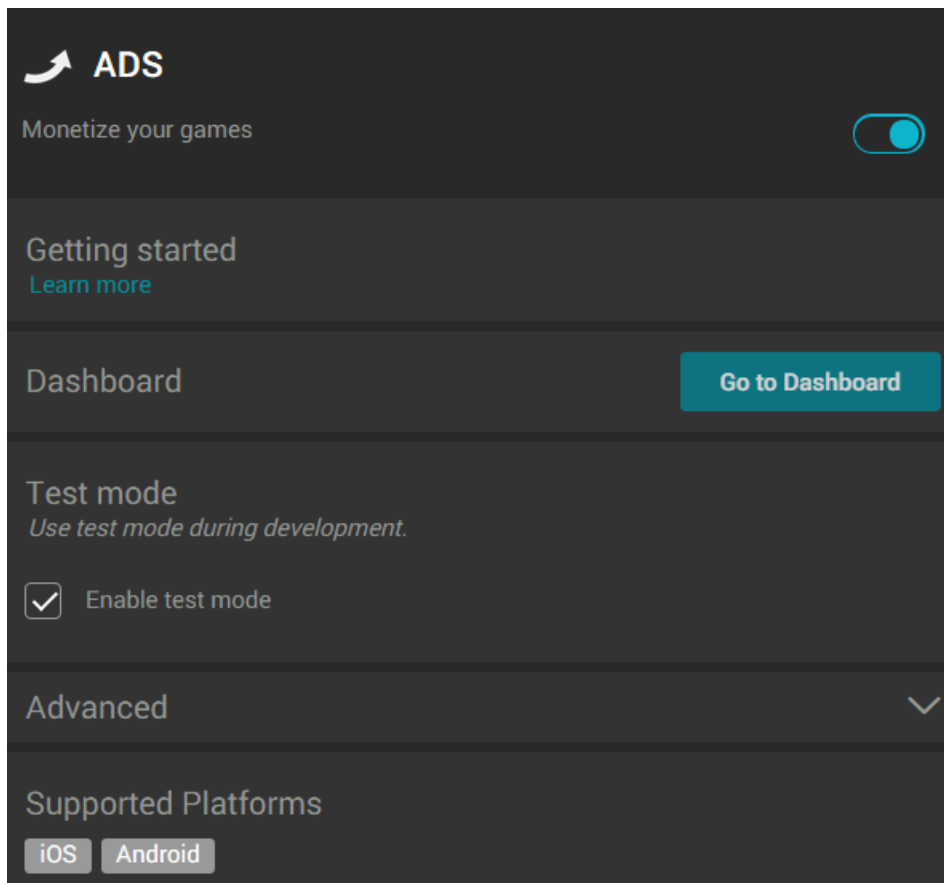 ADS
Monetize your games
Getting started
Learn more
Dashboard
Go to Dashboard
Test mode
Use test mode during development.
Enable test mode
Advanced
Supported Platforms
iOS Android